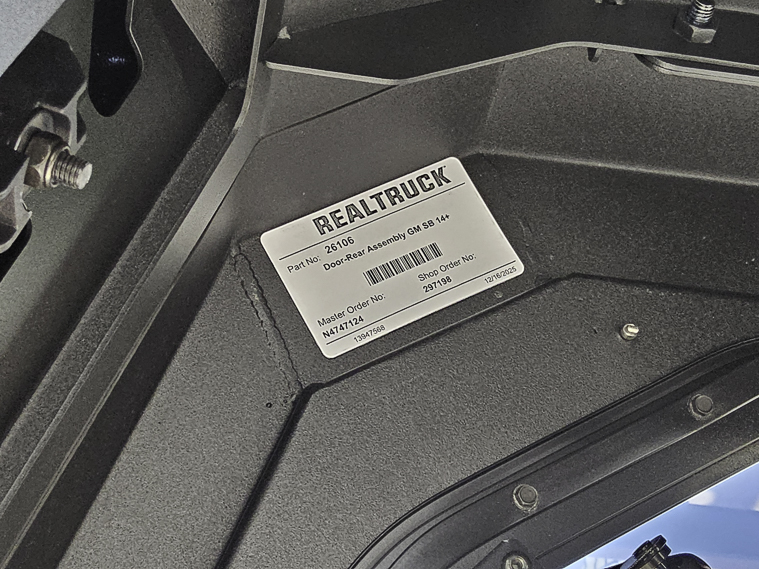 REALTRUCK
Part No: 26106
Door-Rear Assembly GM SB 14+
Master Order No: Shop Order No:
N4747124 297198
13947568 12/16/2025